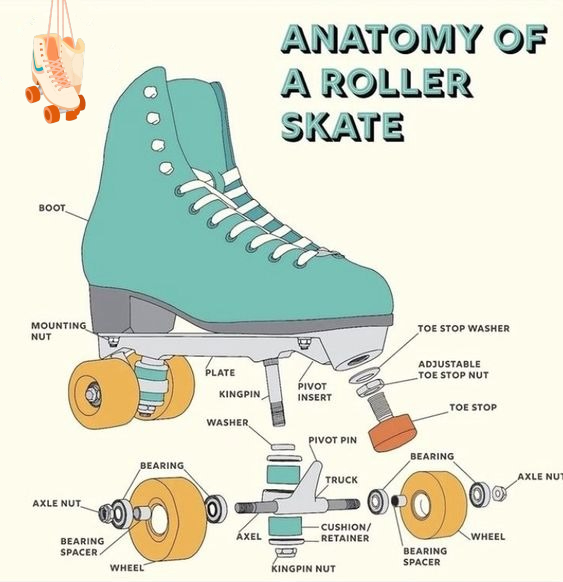 ANATOMY OF
A ROLLER
SKATE
BOOT
MOUNTING
NUT
PLATE
KINGPIN
PIVOT
INSERT
TOE STOP WASHER
ADJUSTABLE
TOE STOP NUT
TOE STOP
WASHER
PIVOT PIN
BEARING
TRUCK
BEARING
AXLE NUT
AXLE NUT
BEARING
SPACER
WHEEL
AXEL
CUSHION/
RETAINER
KINGPIN NUT
WHEEL
BEARING
SPACER